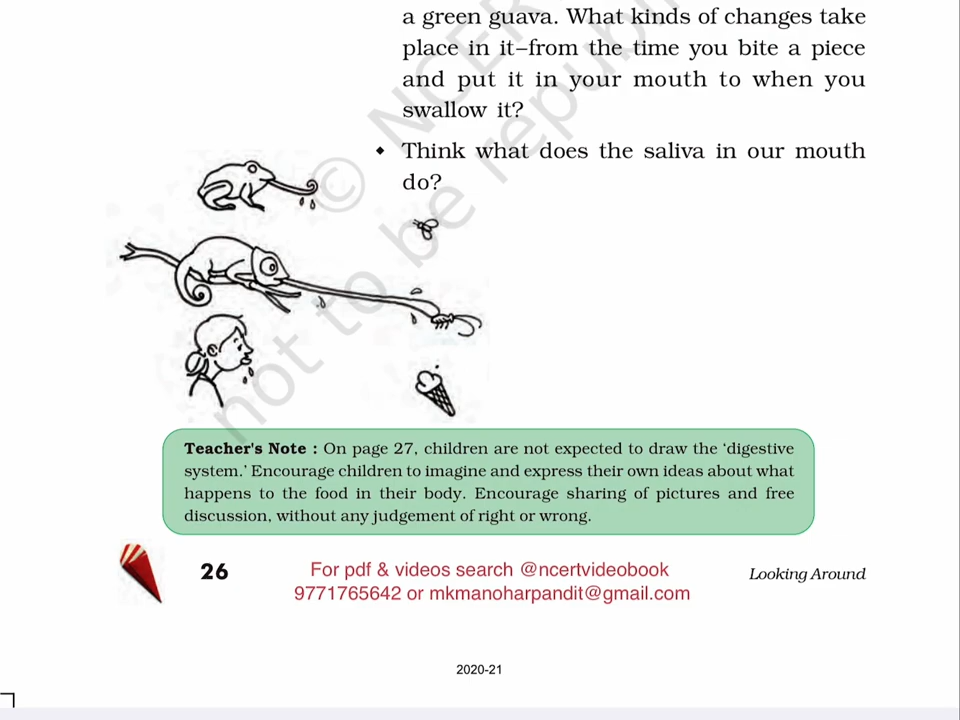 a green guava. What kinds of changes take
place in it–from the time you bite a piece
and put it in your mouth to when you
swallow it?
• Think what does the saliva in our mouth
do?
© NCER
not to be republi
Teacher's Note : On page 27, children are not expected to draw the ‘digestive
system.’ Encourage children to imagine and express their own ideas about what
happens to the food in their body. Encourage sharing of pictures and free
discussion, without any judgement of right or wrong.
26
For pdf & videos search @ncertvideobook
9771765642 or mkmanoharpandit@gmail.com
Looking Around
2020-21